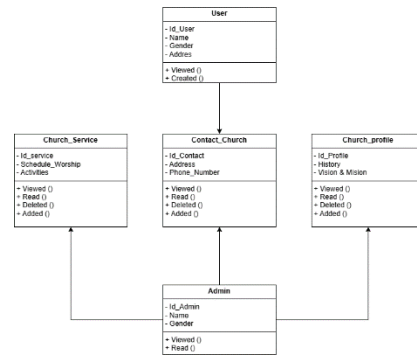 User
- Id_User
- Name
- Gender
- Addres
+ Viewed ()
+ Created ()
Church_Service
- Id_service
- Schedule_Worship
- Activities
+ Viewed ()
+ Read ()
+ Deleted ()
+ Added ()
Contact_Church
- Id_Contact
- Address
- Phone_Number
+ Viewed ()
+ Read ()
+ Deleted ()
+ Added ()
Church_profile
- Id_Profile
- History
- Vision & Mision
+ Viewed ()
+ Read ()
+ Deleted ()
+ Added ()
Admin
- Id_Admin
- Name
- Gender
+ Viewed ()
+ Read ()